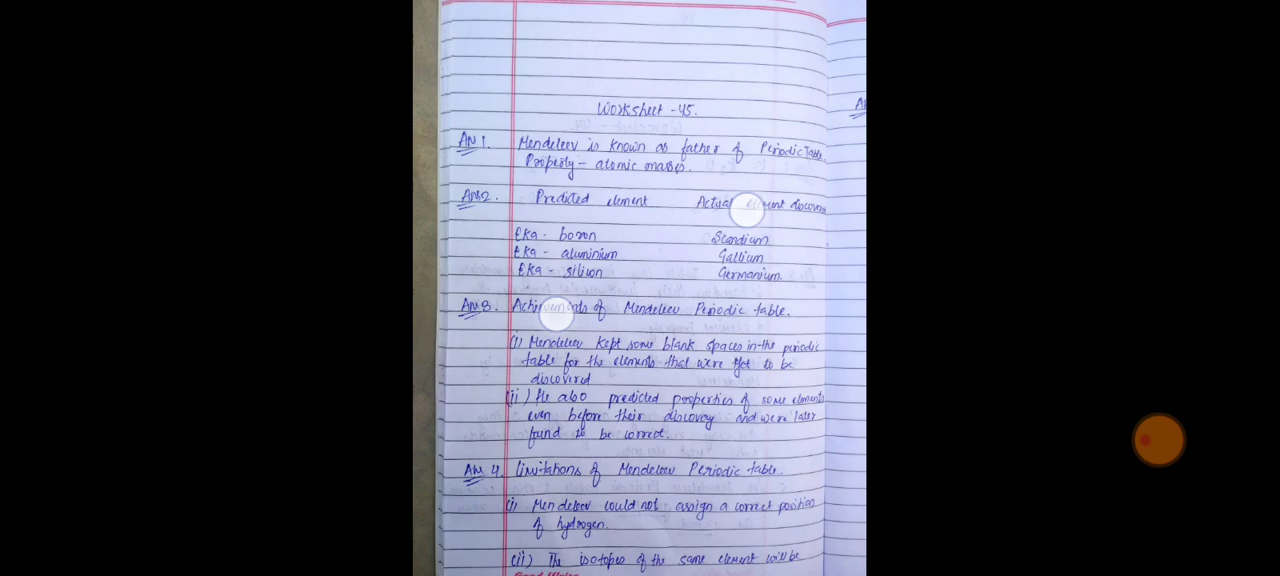 Worksheet - 45.
Ans 1. Mendeleev is known as father of Periodic Table.
Property - atomic masses.
Ans 2. Predicted element Actual element discovered
Eka - boron Scandium
Eka - aluminium Gallium
Eka - silicon Germanium.
Ans 3. Achievements of Mendeleev Periodic table.
(i) Mendeleev kept some blank spaces in the periodic
table for the elements that were yet to be
discovered
(ii) He also predicted properties of some elements
even before their discovery and were later
found to be correct.
Ans 4. limitations of Mendeleev Periodic table.
(i) Mendeleev could not assign a correct position
of hydrogen.
(ii) The isotopes of the same element will be